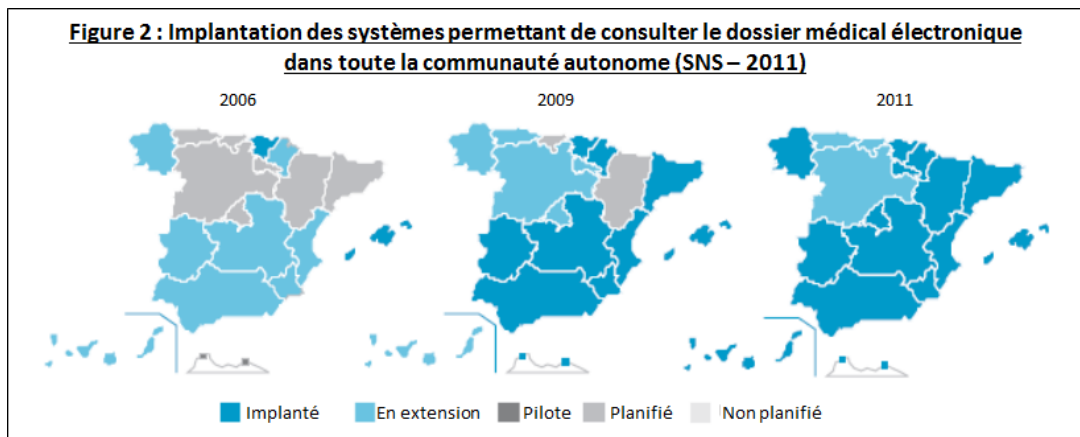 Figure 2 : Implantation des systèmes permettant de consulter le dossier médical électronique
dans toute la communauté autonome (SNS – 2011)
2006 2009 2011
Implanté En extension Pilote Planifié Non planifié